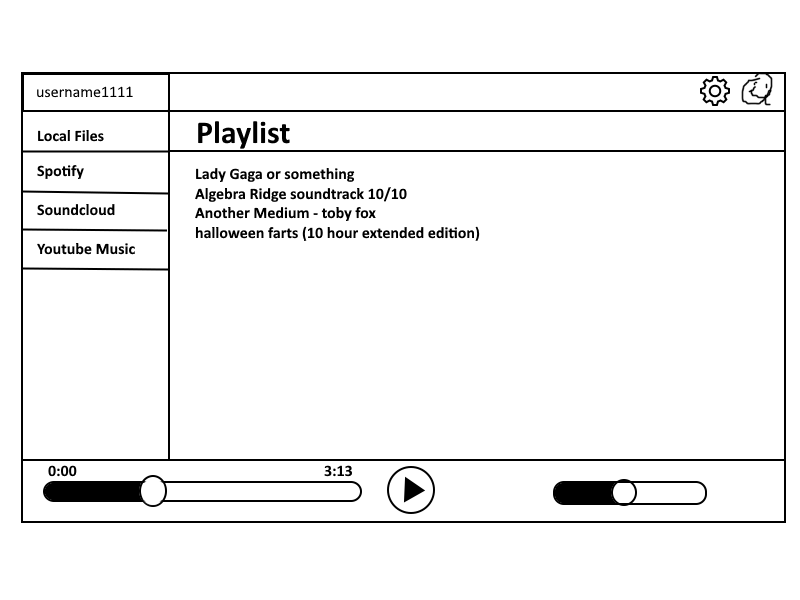 username1111
Local Files
Spotify
Soundcloud
Youtube Music
Playlist
Lady Gaga or something
Algebra Ridge soundtrack 10/10
Another Medium - toby fox
halloween farts (10 hour extended edition)
0:00
3:13